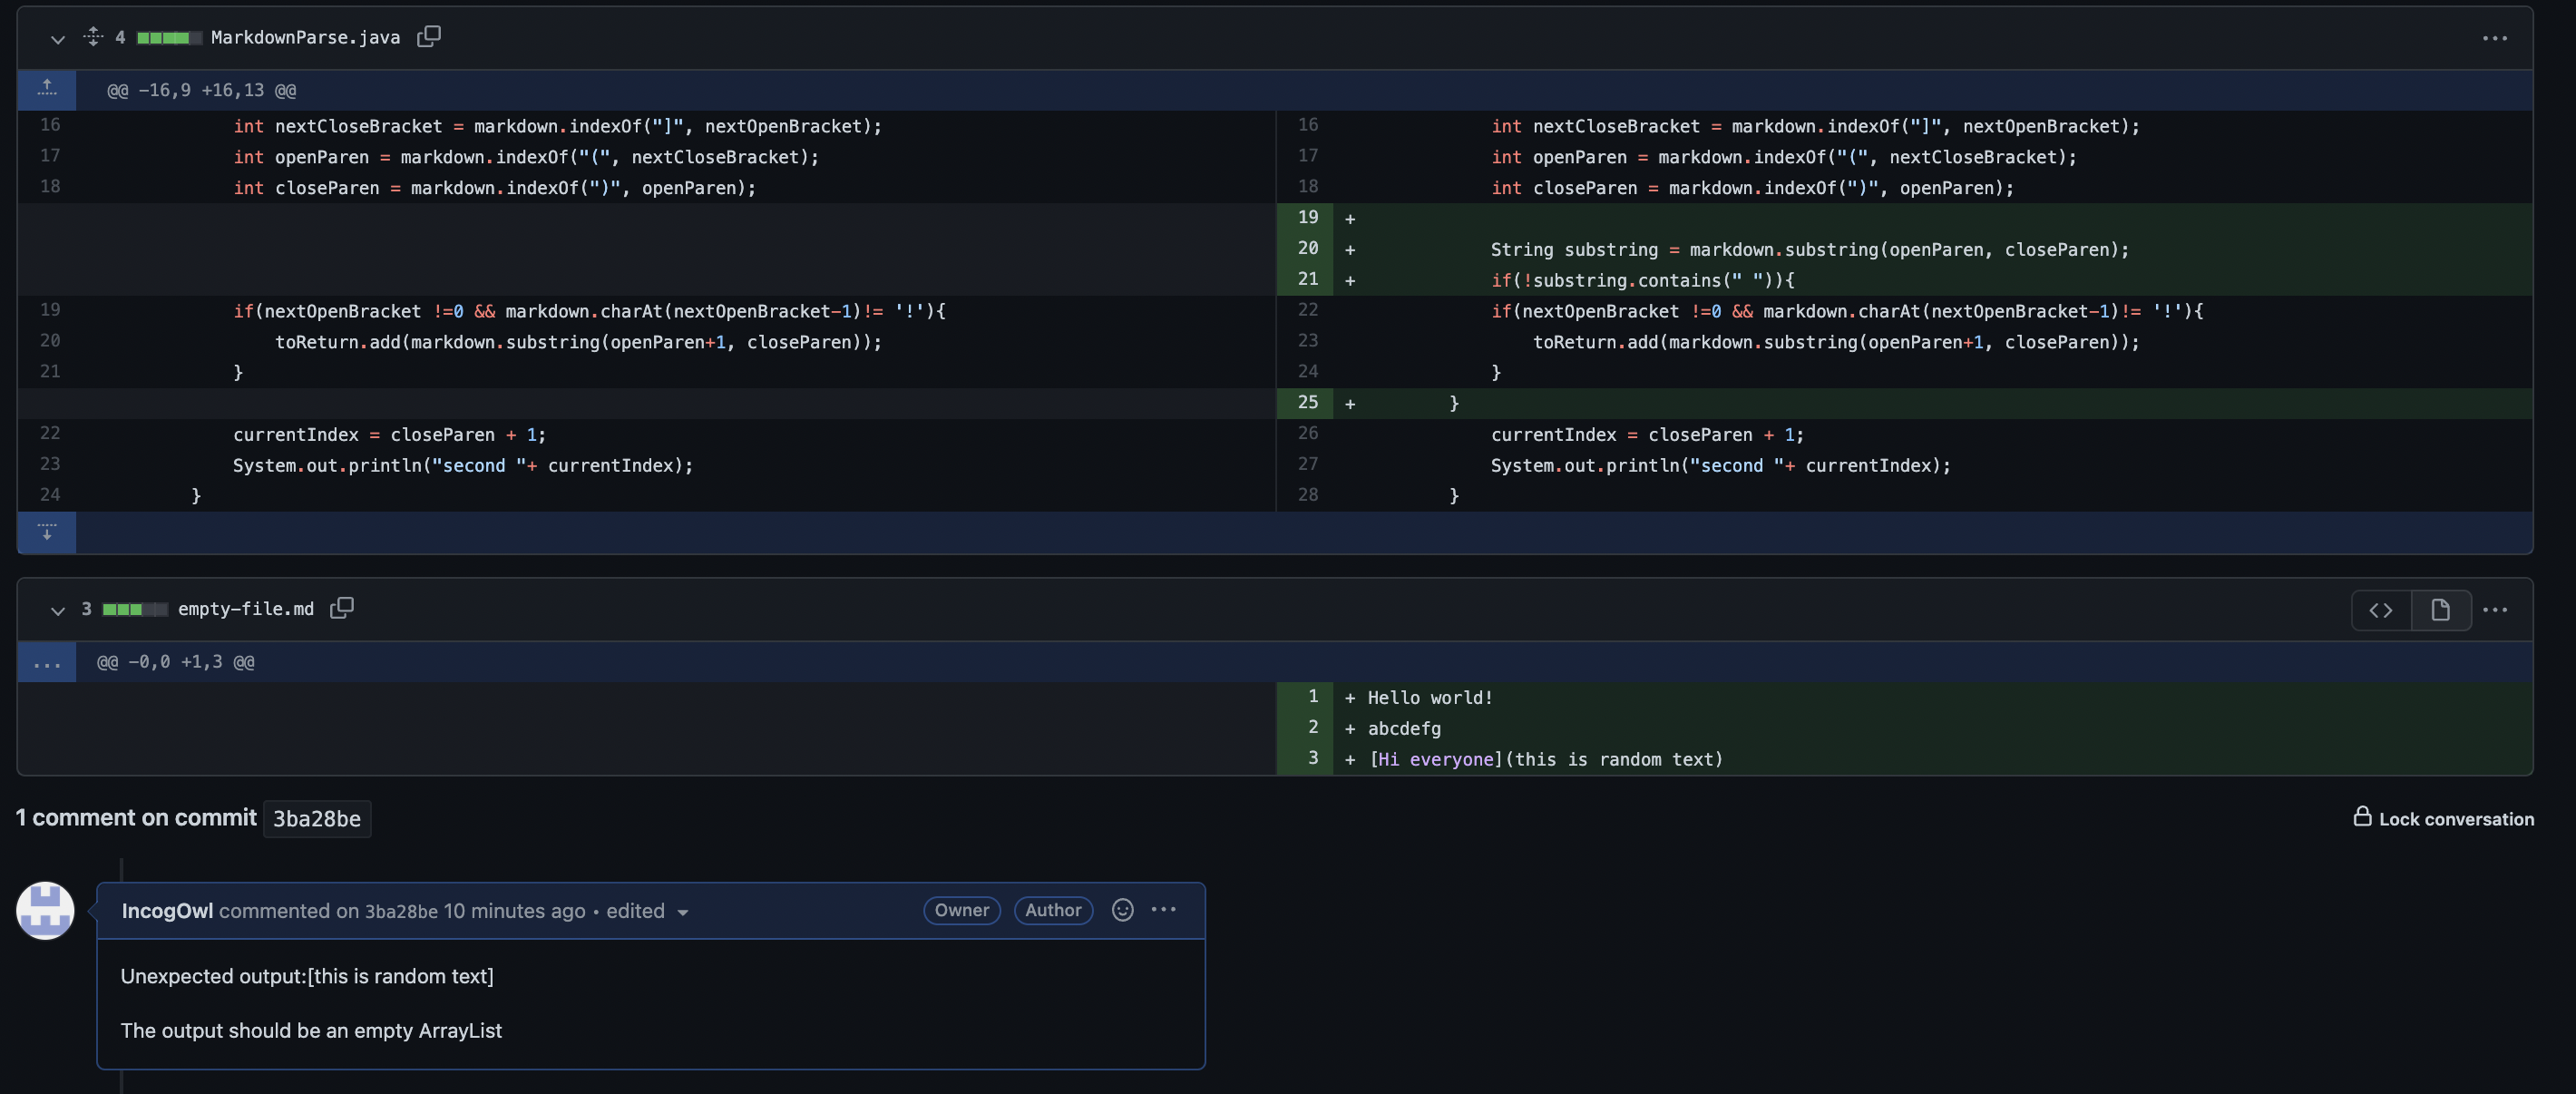 4 MarkdownParse.java
@@ -16,9 +16,13 @@
16 int nextCloseBracket = markdown.indexOf("]", nextOpenBracket);
17 int openParen = markdown.indexOf("(", nextCloseBracket);
18 int closeParen = markdown.indexOf(")", openParen);
19 if(nextOpenBracket !=0 && markdown.charAt(nextOpenBracket-1)!= '!'){
20 toReturn.add(markdown.substring(openParen+1, closeParen));
21 }
22 currentIndex = closeParen + 1;
23 System.out.println("second "+ currentIndex);
24 }
16 int nextCloseBracket = markdown.indexOf("]", nextOpenBracket);
17 int openParen = markdown.indexOf("(", nextCloseBracket);
18 int closeParen = markdown.indexOf(")", openParen);
19 +
20 + String substring = markdown.substring(openParen, closeParen);
21 + if(!substring.contains(" ")){
22 if(nextOpenBracket !=0 && markdown.charAt(nextOpenBracket-1)!= '!'){
23 toReturn.add(markdown.substring(openParen+1, closeParen));
24 }
25 + }
26 currentIndex = closeParen + 1;
27 System.out.println("second "+ currentIndex);
28 }
3 empty-file.md
@@ -0,0 +1,3 @@
1 + Hello world!
2 + abcdefg
3 + [Hi everyone](this is random text)
1 comment on commit 3ba28be
Lock conversation
IncogOwl commented on 3ba28be 10 minutes ago • edited
Owner Author
Unexpected output:[this is random text]
The output should be an empty ArrayList